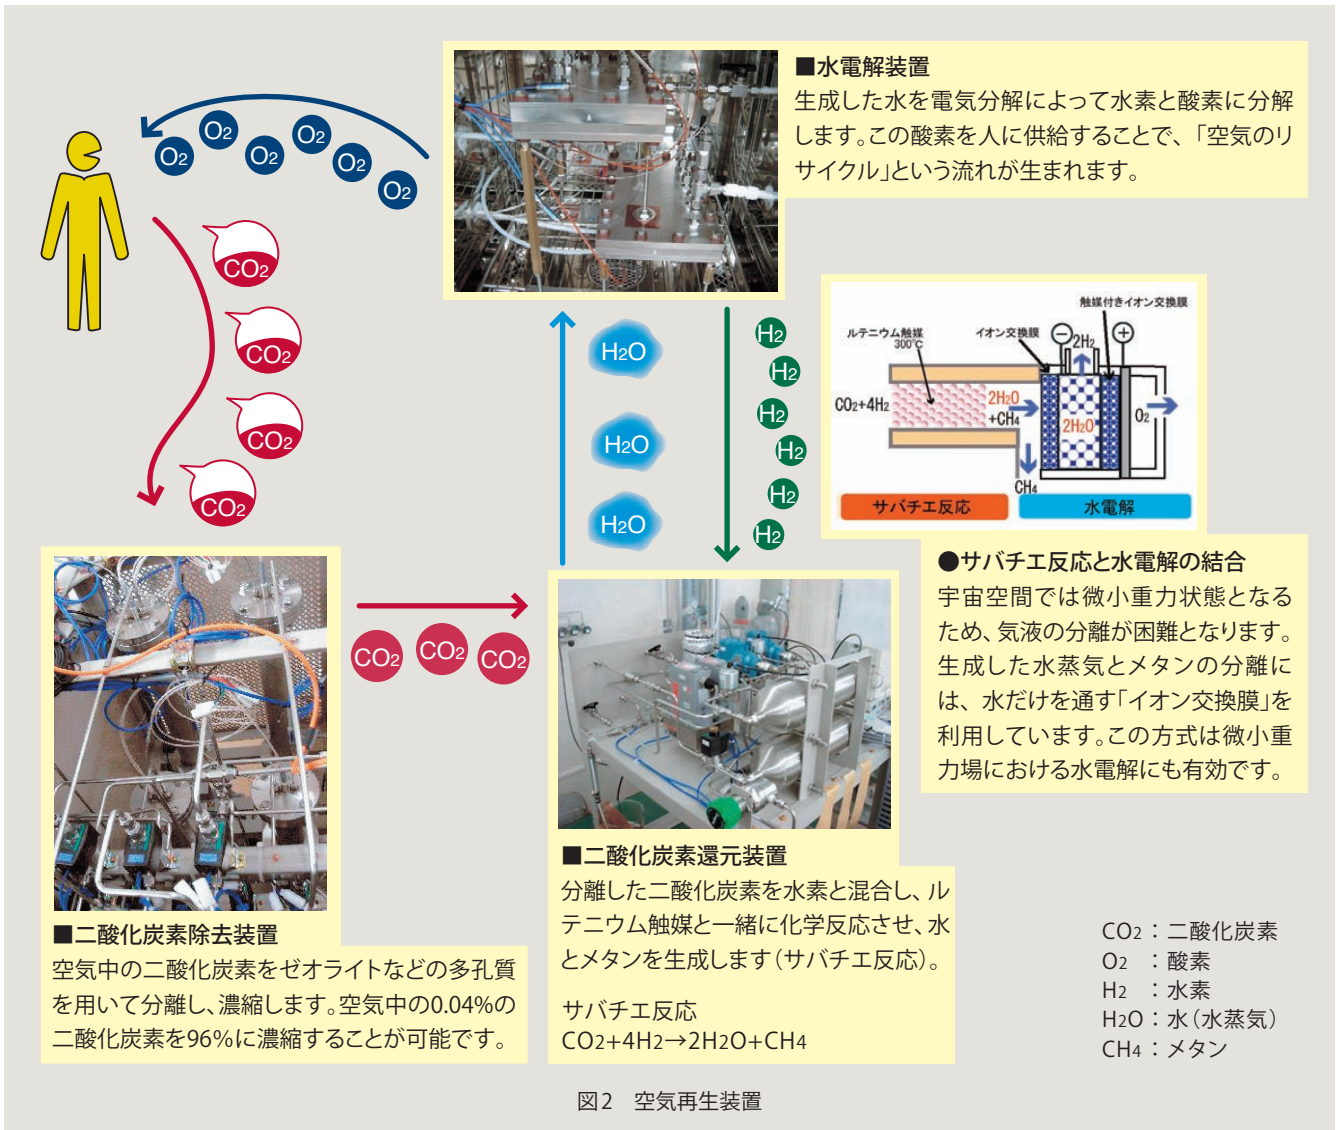 ■水電解装置
生成した水を電気分解によって水素と酸素に分解
します。この酸素を人に供給することで、「空気のリ
サイクル」という流れが生まれます。
O2
O2
O2
O2
O2
O2
CO2
CO2
CO2
CO2
H2O
H2O
H2O
H2
H2
H2
H2
H2
H2
触媒付きイオン交換膜
ルテニウム触媒
300℃
イオン交換膜
−
+
2H2
CO2+4H2
2H2O
+CH4
2H2O
O2
CH4
サバチエ反応
水電解
●サバチエ反応と水電解の結合
宇宙空間では微小重力状態となる
ため、気液の分離が困難となります。
生成した水蒸気とメタンの分離に
は、水だけを通す「イオン交換膜」を
利用しています。この方式は微小重
力場における水電解にも有効です。
CO2
CO2
CO2
■二酸化炭素除去装置
空気中の二酸化炭素をゼオライトなどの多孔質
を用いて分離し、濃縮します。空気中の0.04%の
二酸化炭素を96%に濃縮することが可能です。
■二酸化炭素還元装置
分離した二酸化炭素を水素と混合し、ル
テニウム触媒と一緒に化学反応させ、水
とメタンを生成します（サバチエ反応）。
サバチエ反応
CO2+4H2→2H2O+CH4
CO2：二酸化炭素
O2：酸素
H2：水素
H2O：水（水蒸気）
CH4：メタン
図2　空気再生装置